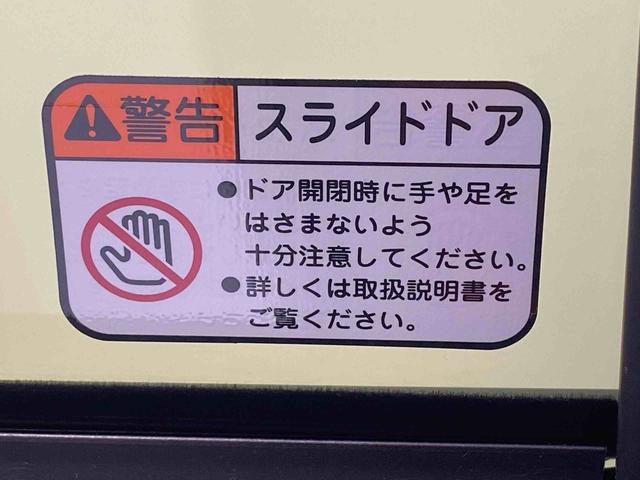 警告 スライドドア
●ドア開閉時に手や足を
はさまないよう
十分注意してください。
●詳しくは取扱説明書を
ご覧ください。